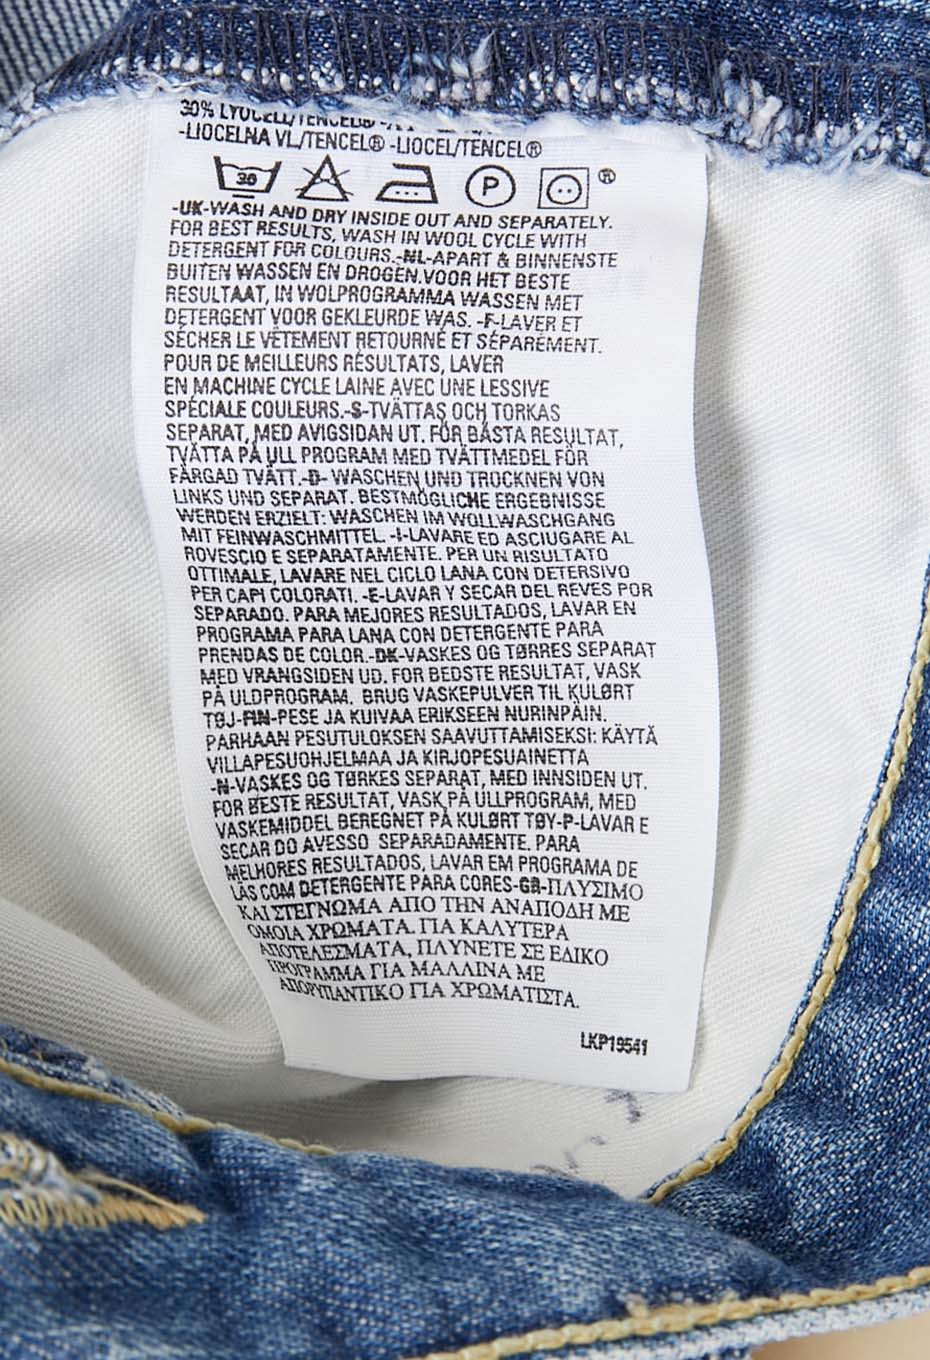 30% LYOCELL/TENCEL®
-LIOCELNA VL/TENCEL® -LIOCEL/TENCEL®
30 P ®
-UK-WASH AND DRY INSIDE OUT AND SEPARATELY.
FOR BEST RESULTS, WASH IN WOOL CYCLE WITH
DETERGENT FOR COLOURS.-NL-APART & BINNENSTE
BUITEN WASSEN EN DROGEN.VOOR HET BESTE
RESULTAAT, IN WOLPROGRAMMA WASSEN MET
DETERGENT VOOR GEKLEURDE WAS. -F-LAVER ET
SÉCHER LE VÊTEMENT RETOURNÉ ET SÉPARÉMENT.
POUR DE MEILLEURS RÉSULTATS, LAVER
EN MACHINE CYCLE LAINE AVEC UNE LESSIVE
SPÉCIALE COULEURS.-S-TVÄTTAS OCH TORKAS
SEPARAT, MED AVIGSIDAN UT. FÖR BÄSTA RESULTAT,
TVÄTTA PÅ ULL PROGRAM MED TVÄTTMEDEL FÖR
FÄRGAD TVÄTT.-D- WASCHEN UND TROCKNEN VON
LINKS UND SEPARAT. BESTMÖGLICHE ERGEBNISSE
WERDEN ERZIELT: WASCHEN IM WOLLWASCHGANG
MIT FEINWASCHMITTEL. -I-LAVARE ED ASCIUGARE AL
ROVESCIO E SEPARATAMENTE. PER UN RISULTATO
OTTIMALE, LAVARE NEL CICLO LANA CON DETERSIVO
PER CAPI COLORATI. -E-LAVAR Y SECAR DEL REVES POR
SEPARADO. PARA MEJORES RESULTADOS, LAVAR EN
PROGRAMA PARA LANA CON DETERGENTE PARA
PRENDAS DE COLOR.-DK-VASKES OG TØRRES SEPARAT
MED VRANGSIDEN UD. FOR BEDSTE RESULTAT, VASK
PÅ ULDPROGRAM. BRUG VASKEPULVER TIL KULØRT
TØJ-FIN-PESE JA KUIVAA ERIKSEEN NURINPÄIN.
PARHAAN PESUTULOKSEN SAAVUTTAMISEKSI: KÄYTÄ
VILLAPESUOHJELMAA JA KIRJOPESUAINETTA
-N-VASKES OG TØRKES SEPARAT, MED INNSIDEN UT.
FOR BESTE RESULTAT, VASK PÅ ULLPROGRAM, MED
VASKEMIDDEL BEREGNET PÅ KULØRT TØY-P-LAVAR E
SECAR DO AVESSO SEPARADAMENTE. PARA
MELHORES RESULTADOS, LAVAR EM PROGRAMA DE
LÃS COM DETERGENTE PARA CORES-GR-ΠΛΥΣΙΜΟ
ΚΑΙ ΣΤΕΓΝΩΜΑ ΑΠΟ ΤΗΝ ΑΝΑΠΟΔΗ ΜΕ
ΟΜΟΙΑ ΧΡΩΜΑΤΑ. ΓΙΑ ΚΑΛΥΤΕΡΑ
ΑΠΟΤΕΛΕΣΜΑΤΑ, ΠΛΥΝΕΤΕ ΣΕ ΕΔΙΚΟ
ΠΡΟΓΡΑΜΜΑ ΓΙΑ ΜΑΛΛΙΝΑ ΜΕ
ΑΠΟΡΥΠΑΝΤΙΚΟ ΓΙΑ ΧΡΩΜΑΤΙΣΤΑ.
LKP19541